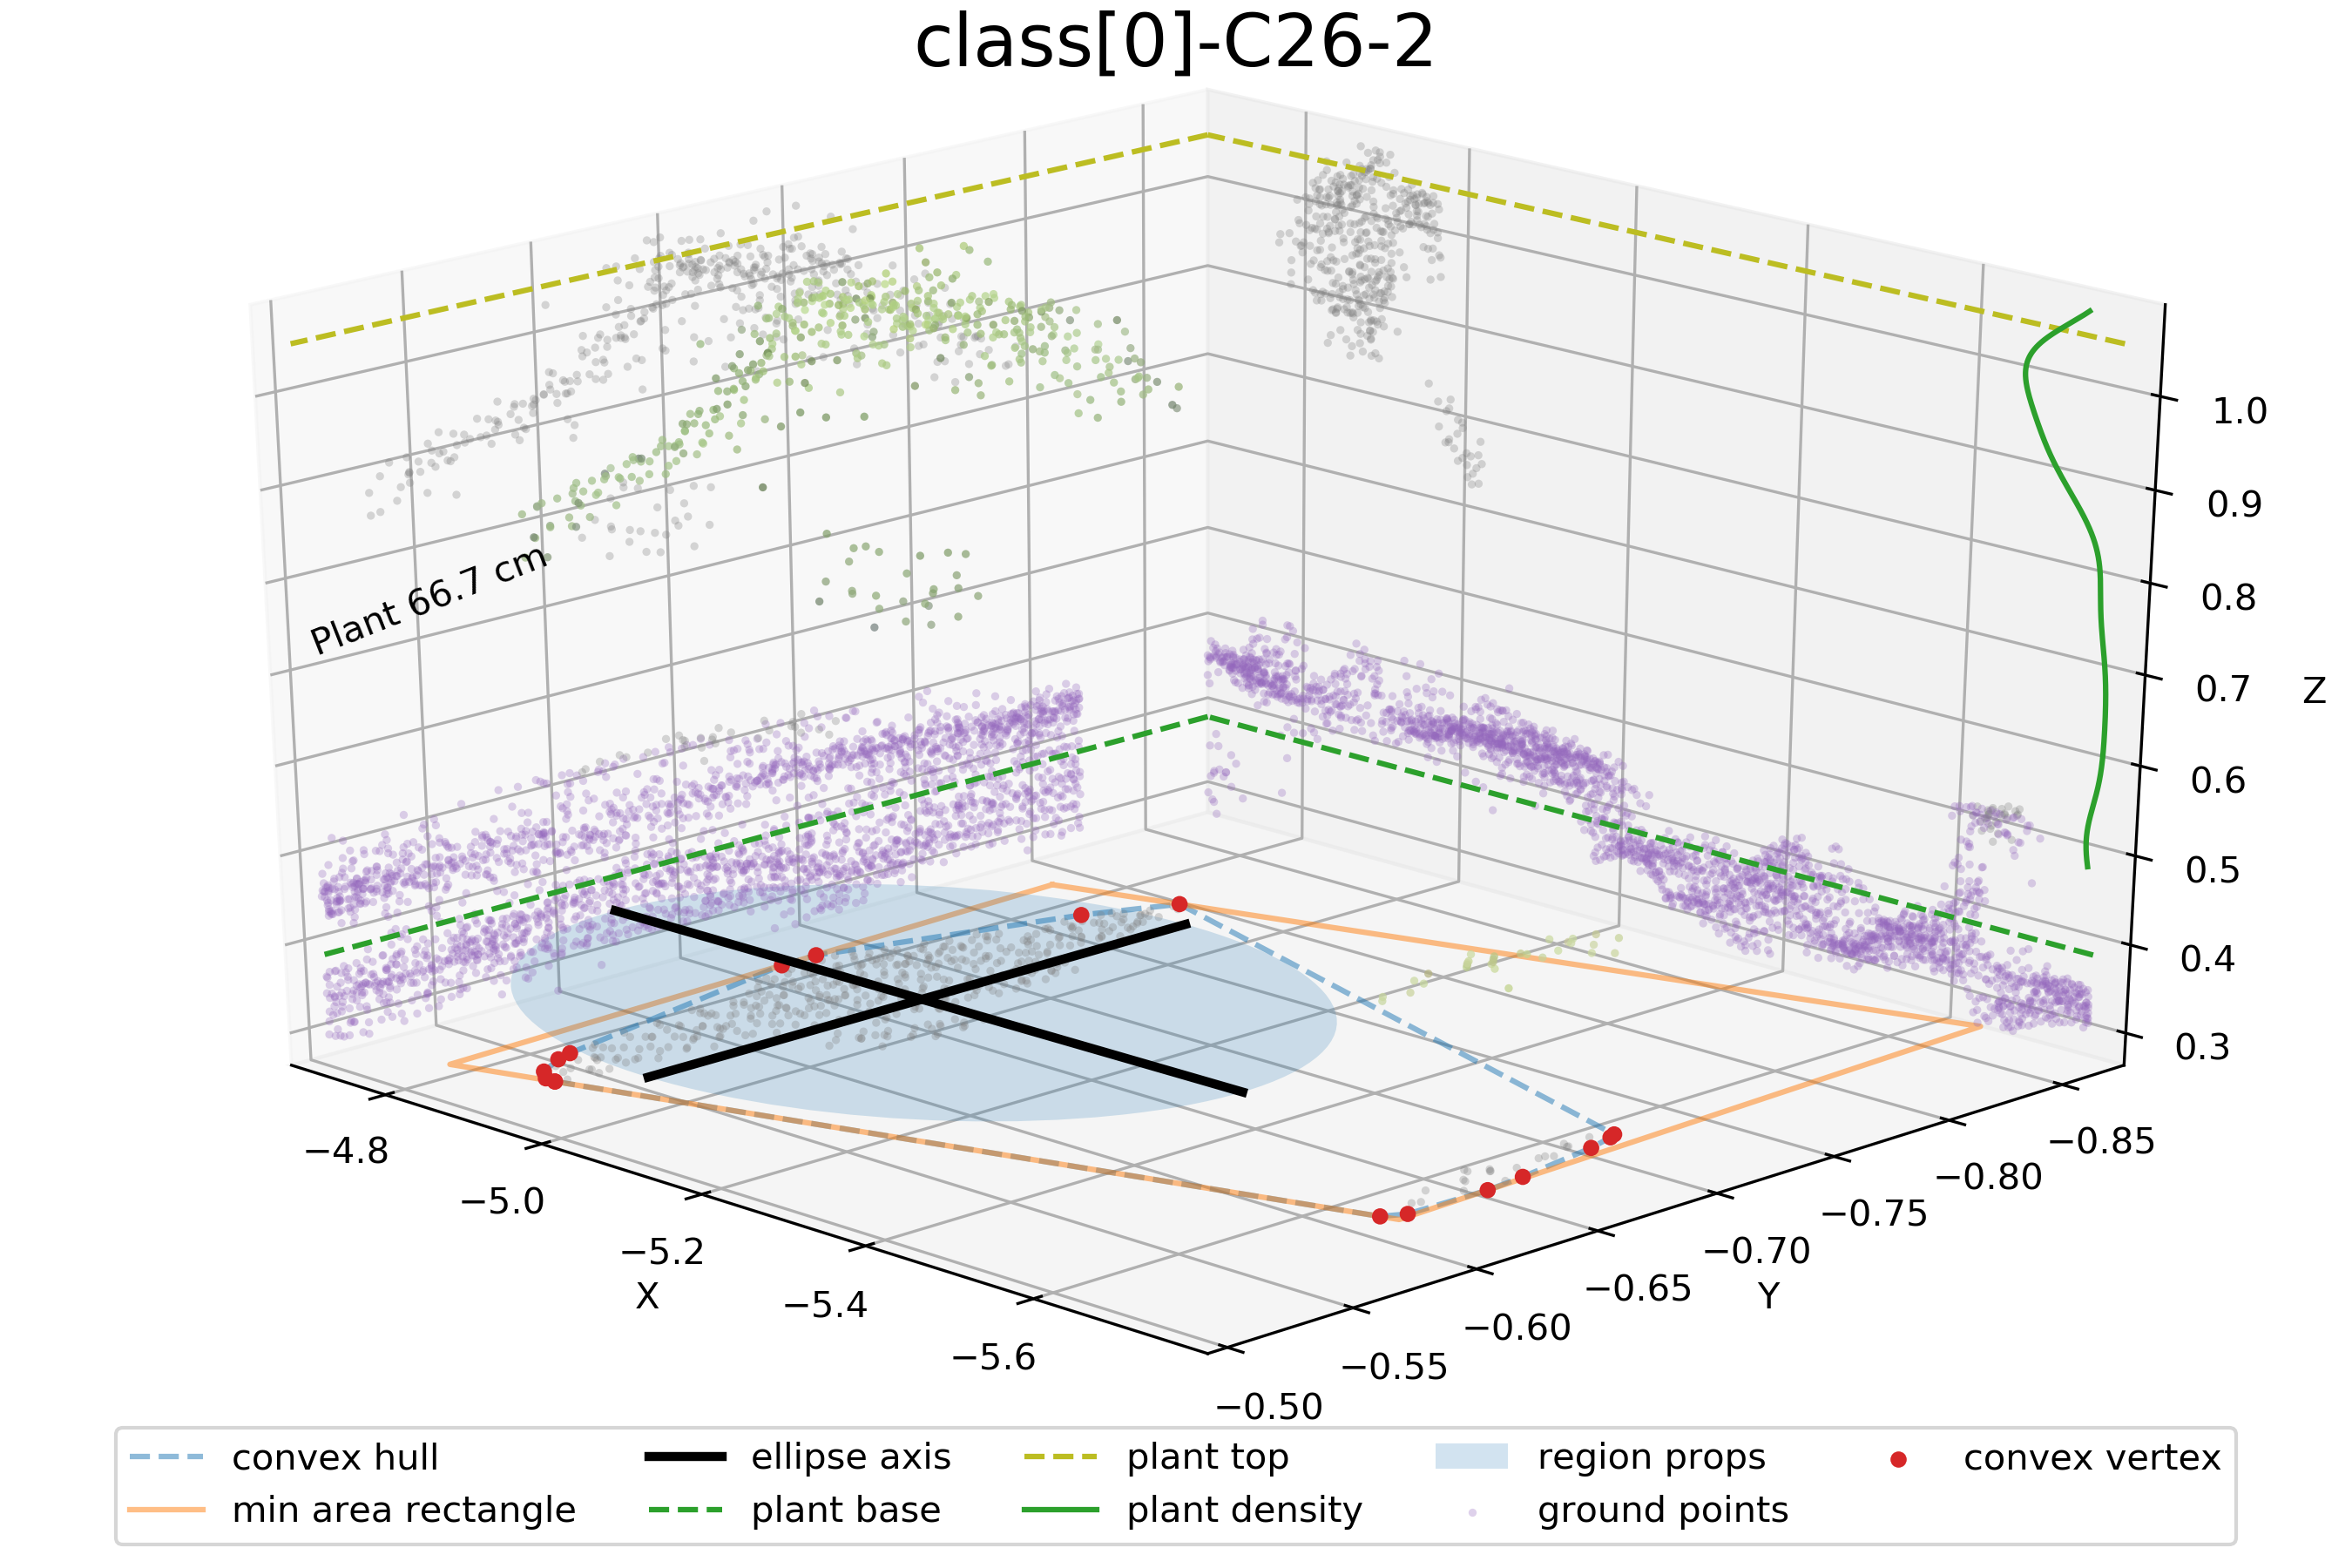 class[0]-C26-2
Plant 66.7 cm
1.0
0.9
0.8
0.7
0.6
0.5
0.4
0.3
Z
−4.8
−5.0
−5.2
−5.4
−5.6
X
−0.85
−0.80
−0.75
−0.70
−0.65
−0.60
−0.55
−0.50
Y
convex hull
min area rectangle
ellipse axis
plant base
plant top
plant density
region props
ground points
convex vertex